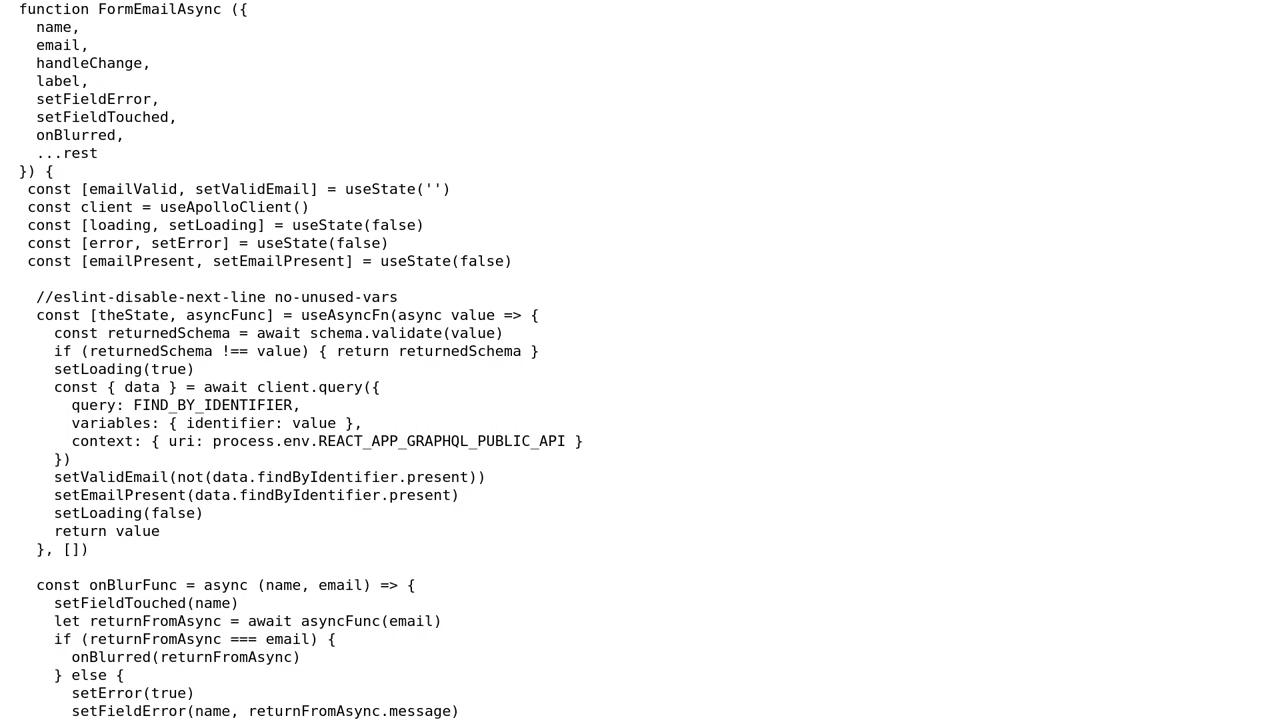 function FormEmailAsync ({
  name,
  email,
  handleChange,
  label,
  setFieldError,
  setFieldTouched,
  onBlurred,
  ...rest
}) {
 const [emailValid, setValidEmail] = useState('')
 const client = useApolloClient()
 const [loading, setLoading] = useState(false)
 const [error, setError] = useState(false)
 const [emailPresent, setEmailPresent] = useState(false)

  //eslint-disable-next-line no-unused-vars
  const [theState, asyncFunc] = useAsyncFn(async value => {
    const returnedSchema = await schema.validate(value)
    if (returnedSchema !== value) { return returnedSchema }
    setLoading(true)
    const { data } = await client.query({
      query: FIND_BY_IDENTIFIER,
      variables: { identifier: value },
      context: { uri: process.env.REACT_APP_GRAPHQL_PUBLIC_API }
    })
    setValidEmail(not(data.findByIdentifier.present))
    setEmailPresent(data.findByIdentifier.present)
    setLoading(false)
    return value
  }, [])

  const onBlurFunc = async (name, email) => {
    setFieldTouched(name)
    let returnFromAsync = await asyncFunc(email)
    if (returnFromAsync === email) {
      onBlurred(returnFromAsync)
    } else {
      setError(true)
      setFieldError(name, returnFromAsync.message)